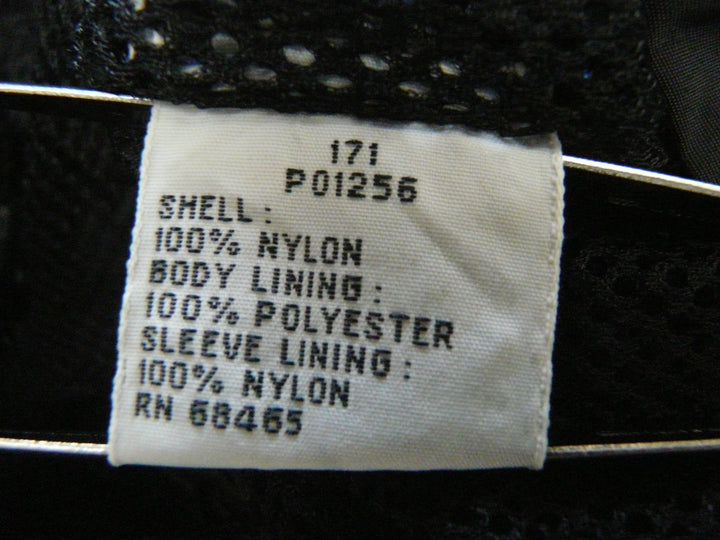 171
P01256
SHELL:
100% NYLON
BODY LINING:
100% POLYESTER
SLEEVE LINING:
100% NYLON
RN 68465